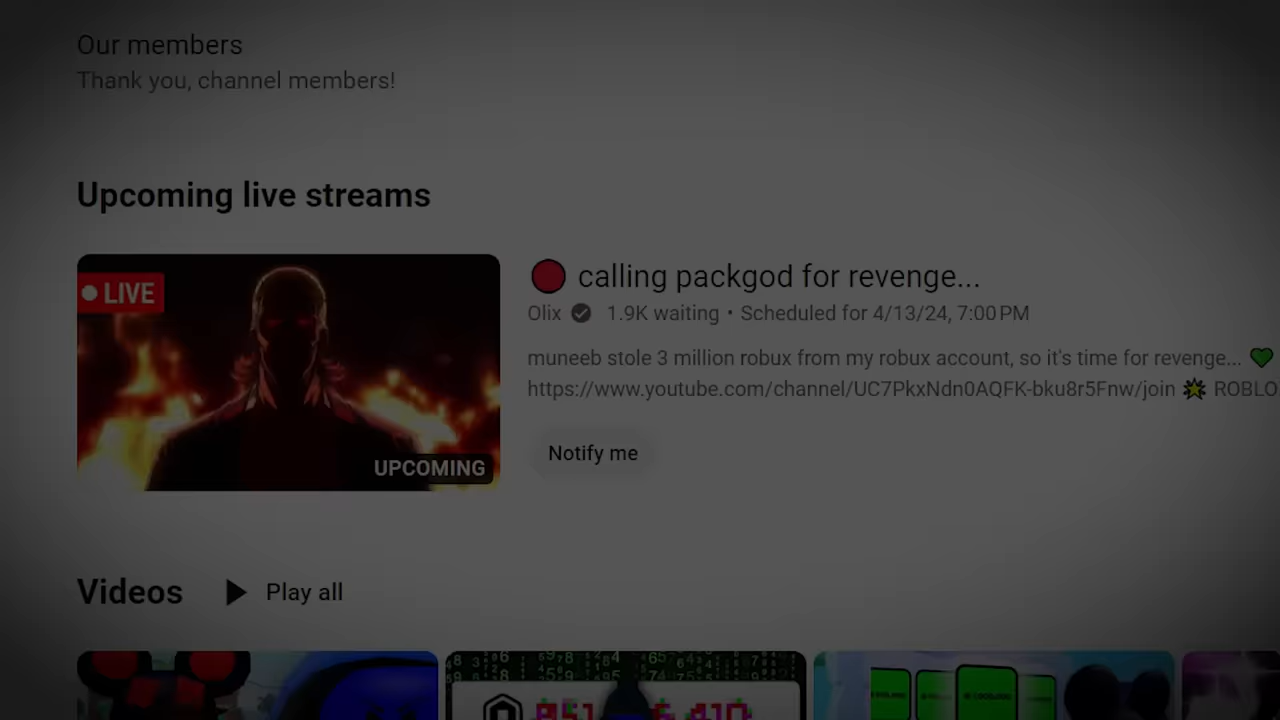 Our members
Thank you, channel members!
Upcoming live streams
LIVE
UPCOMING
🔴 calling packgod for revenge...
Olix 1.9K waiting • Scheduled for 4/13/24, 7:00 PM
muneeb stole 3 million robux from my robux account, so it's time for revenge... 💚
https://www.youtube.com/channel/UC7PkxNdn0AQFK-bku8r5Fnw/join 🌟 ROBLO
Notify me
Videos
Play all